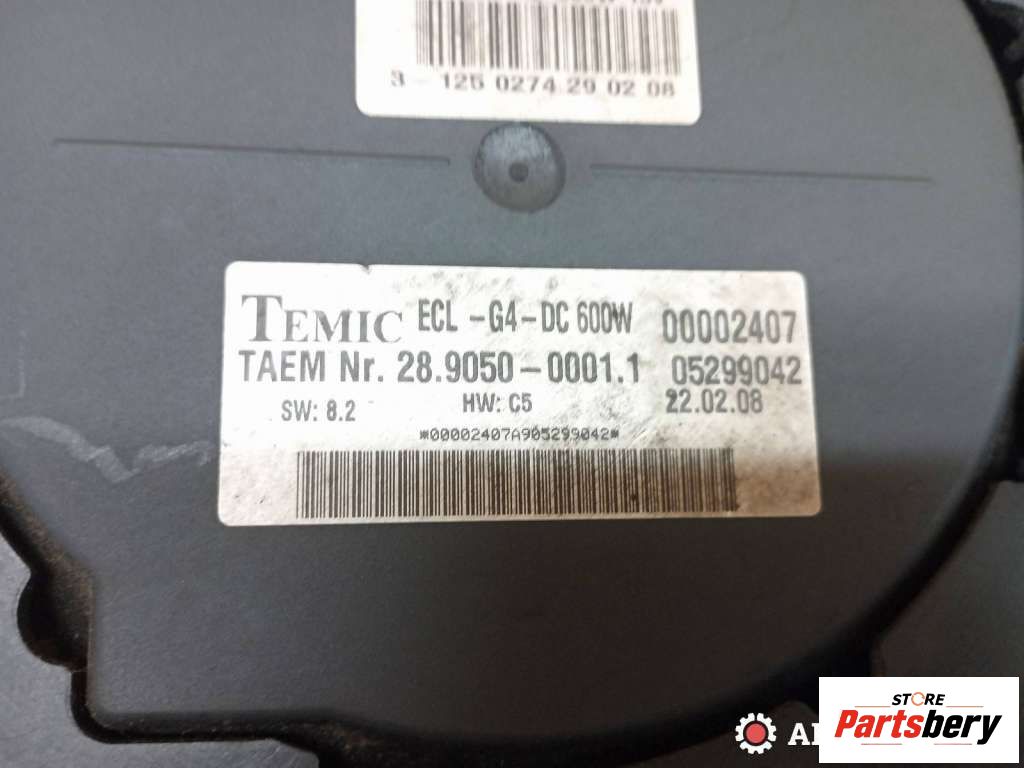 3 - 125 0274 29 02 08
TEMIC ECL -G4-DC 600W 00002407
TAEM Nr. 28.9050-0001.1 05299042
SW: 8.2 HW: C5 22.02.08
*00002407A905299042*
STORE
Partsbery